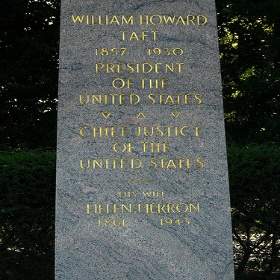 WILLIAM HOWARD
TAFT
1857 1930
PRESIDENT
OF THE
UNITED STATES
CHIEF JUSTICE
OF THE
UNITED STATES
HIS WIFE
HELEN HERRON
1861 1943